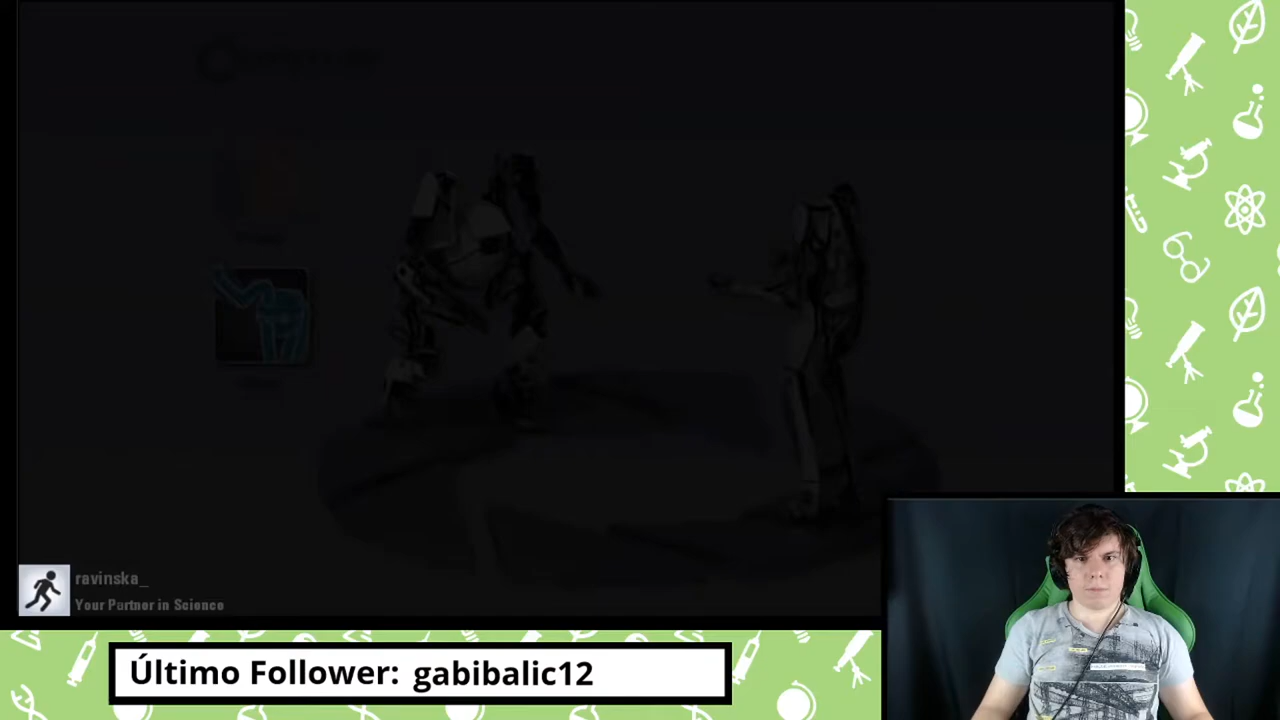 ravinska_
Your Partner in Science
Último Follower: gabibalic12